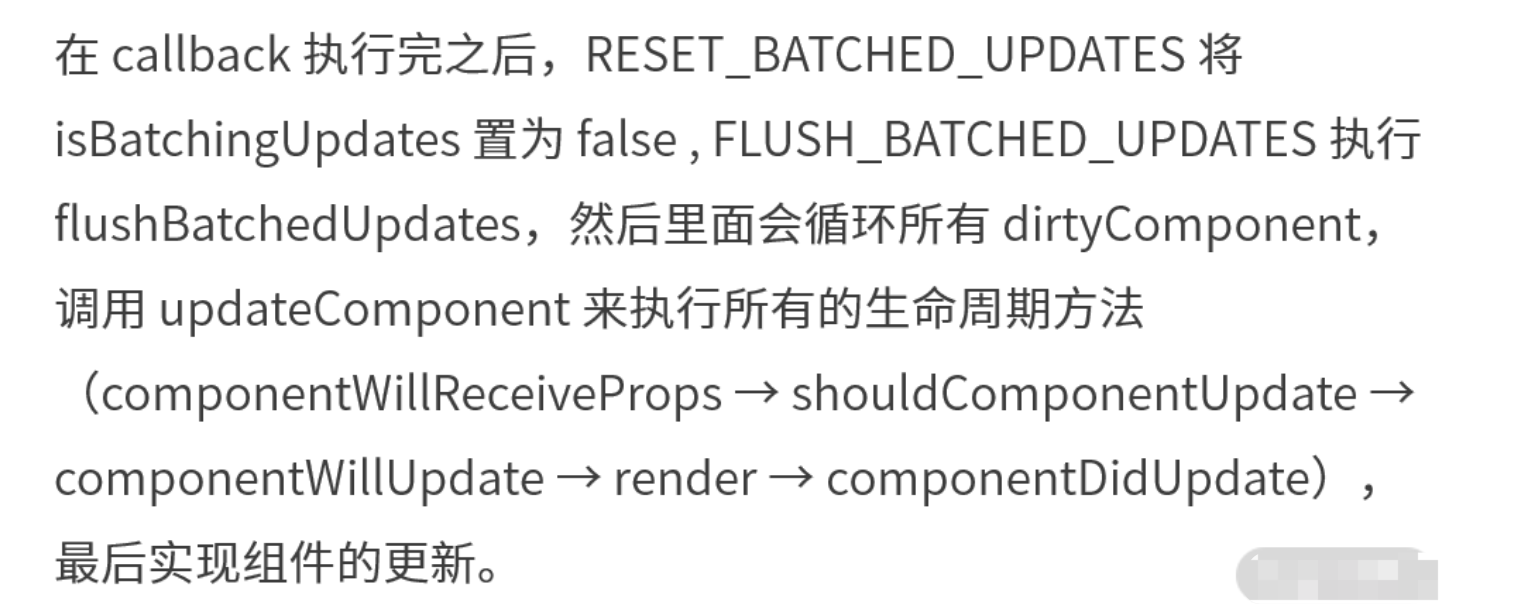 在 callback 执行完之后，RESET_BATCHED_UPDATES 将
isBatchingUpdates 置为 false , FLUSH_BATCHED_UPDATES 执行
flushBatchedUpdates，然后里面会循环所有 dirtyComponent，
调用 updateComponent 来执行所有的生命周期方法
（componentWillReceiveProps → shouldComponentUpdate →
componentWillUpdate → render → componentDidUpdate），
最后实现组件的更新。